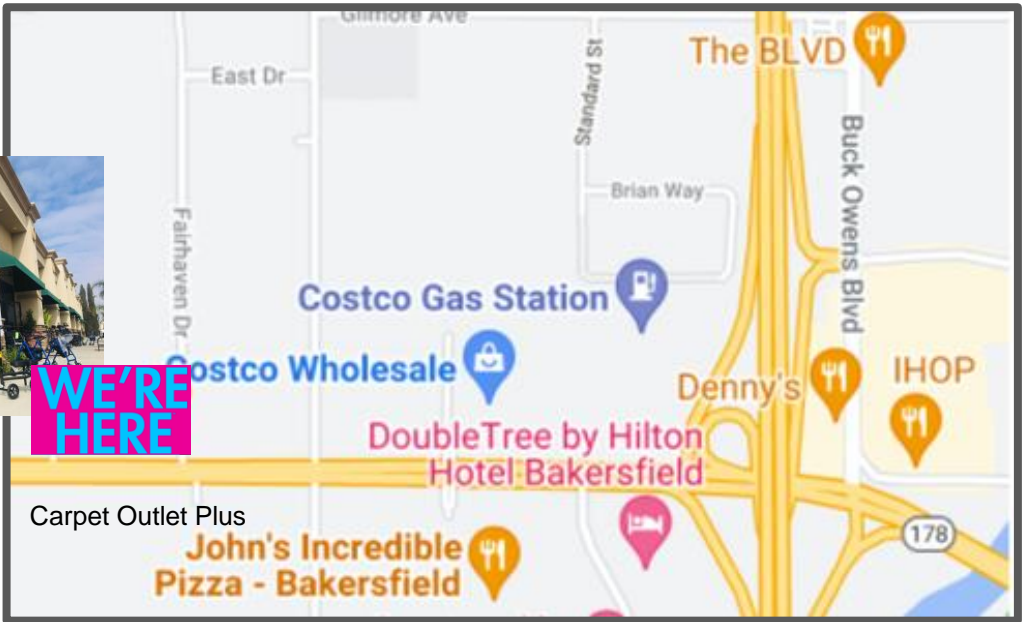 Gilmore Ave
The BLVD
East Dr
Standard St
Buck Owens Blvd
Brian Way
Fairhaven Dr
Costco Gas Station
Costco Wholesale
WE'RE
HERE
Denny's
IHOP
DoubleTree by Hilton
Hotel Bakersfield
Carpet Outlet Plus
178
John's Incredible
Pizza - Bakersfield